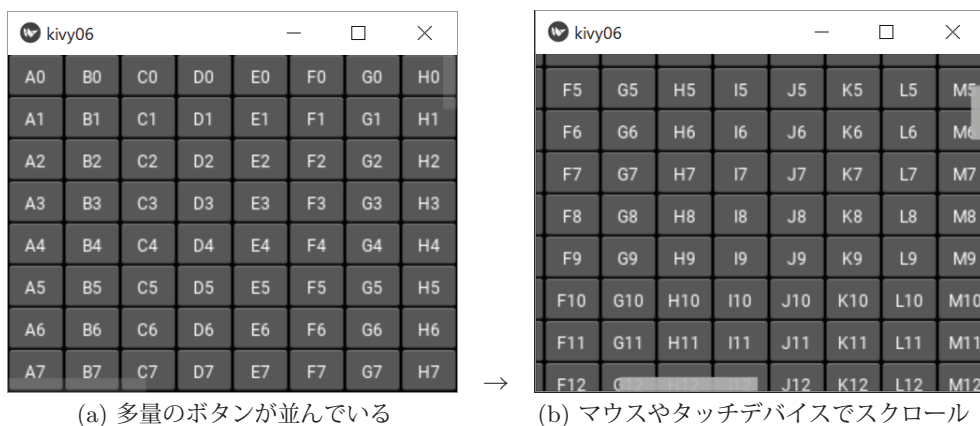 kivy06
A0 B0 C0 D0 E0 F0 G0 H0
A1 B1 C1 D1 E1 F1 G1 H1
A2 B2 C2 D2 E2 F2 G2 H2
A3 B3 C3 D3 E3 F3 G3 H3
A4 B4 C4 D4 E4 F4 G4 H4
A5 B5 C5 D5 E5 F5 G5 H5
A6 B6 C6 D6 E6 F6 G6 H6
A7 B7 C7 D7 E7 F7 G7 H7
(a) 多量のボタンが並んでいる
→
kivy06
F5 G5 H5 I5 J5 K5 L5 M5
F6 G6 H6 I6 J6 K6 L6 M6
F7 G7 H7 I7 J7 K7 L7 M7
F8 G8 H8 I8 J8 K8 L8 M8
F9 G9 H9 I9 J9 K9 L9 M9
F10 G10 H10 I10 J10 K10 L10 M10
F11 G11 H11 I11 J11 K11 L11 M11
F12 G12 H12 I12 J12 K12 L12 M12
(b) マウスやタッチデバイスでスクロール